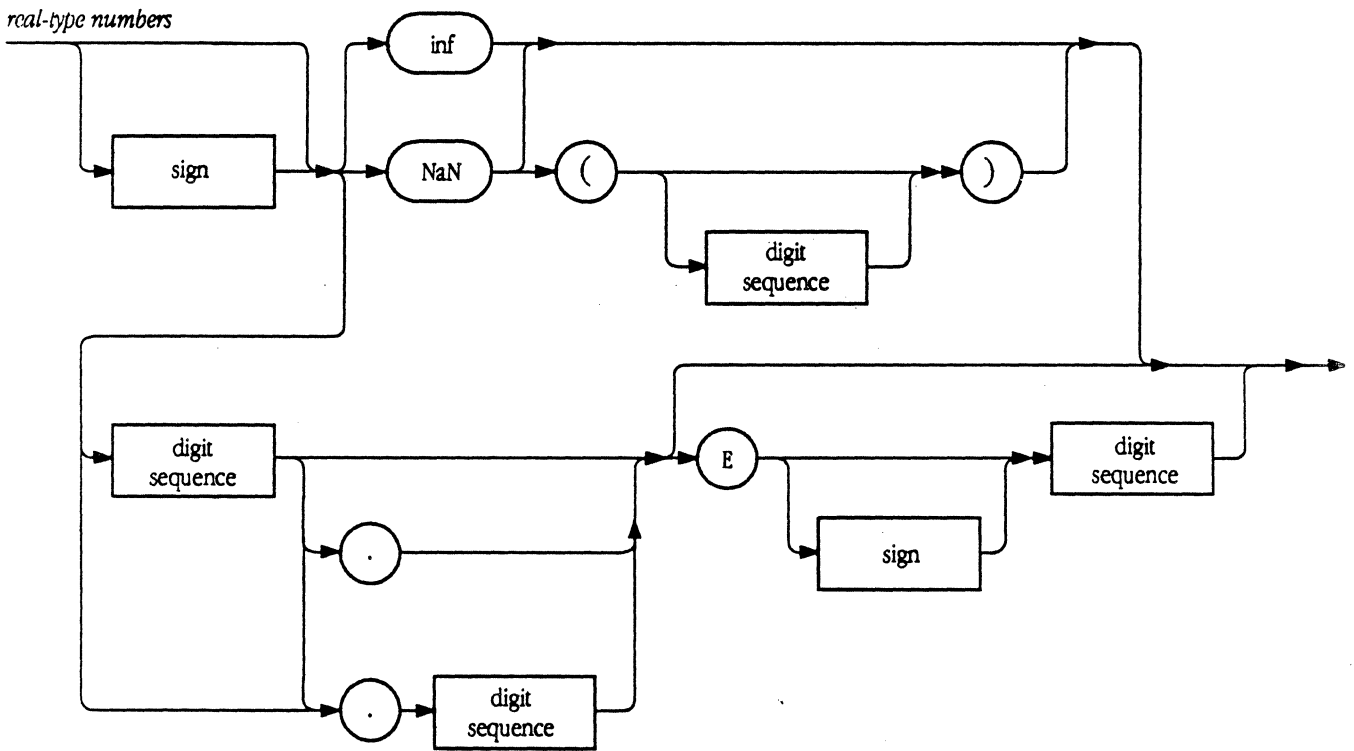 real-type numbers
inf
sign
NaN
(
)
digit
sequence
digit
sequence
E
digit
sequence
.
sign
.
digit
sequence